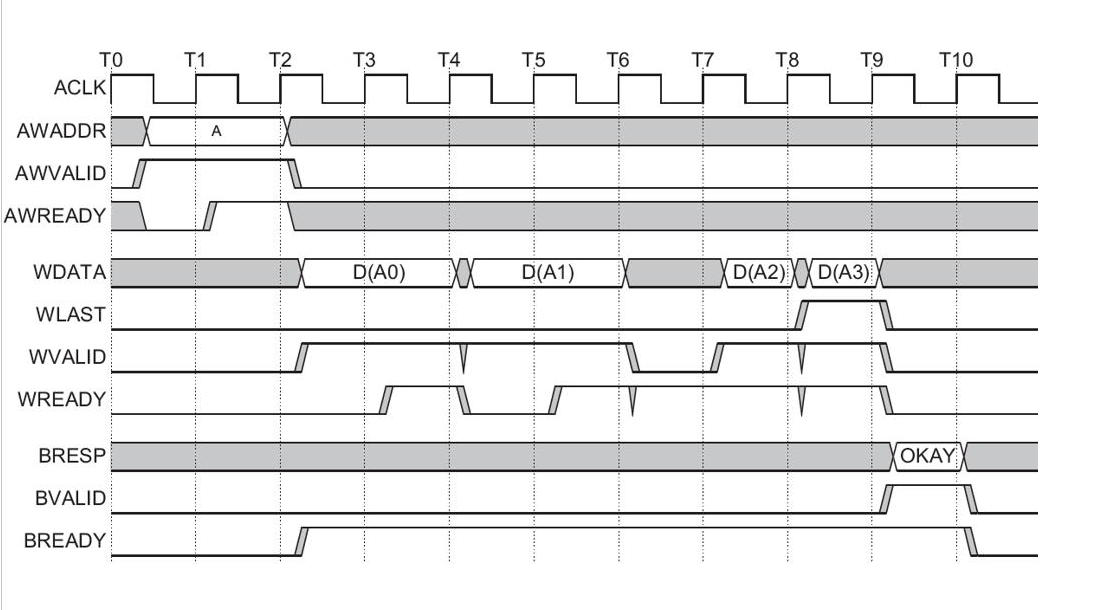 T0 T1 T2 T3 T4 T5 T6 T7 T8 T9 T10
ACLK
AWADDR A
AWVALID
AWREADY
WDATA D(A0) D(A1) D(A2) D(A3)
WLAST
WVALID
WREADY
BRESP OKAY
BVALID
BREADY